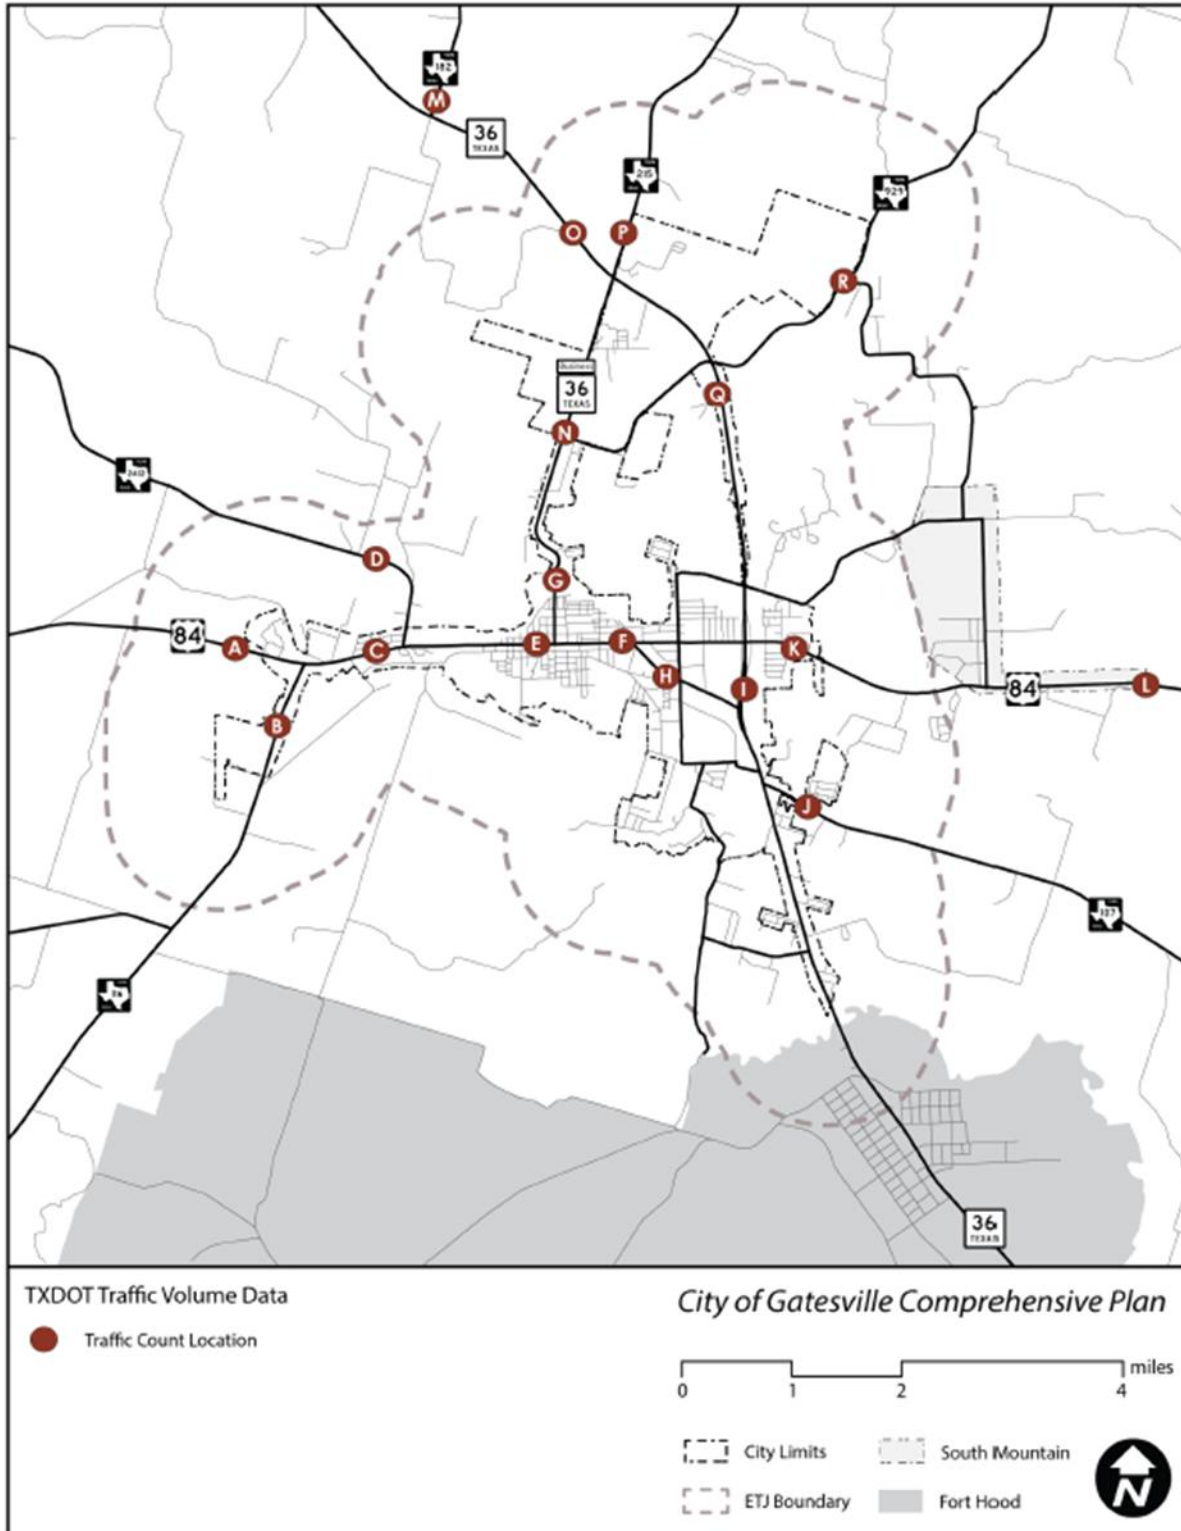 182
M
36
TEXAS
215
929
O
P
R
Business
36
TEXAS
Q
N
D
G
84
A
C
E
F
K
H
I
84
L
B
J
107
116
36
TEXAS
TXDOT Traffic Volume Data
Traffic Count Location
City of Gatesville Comprehensive Plan
miles
0 1 2 4
City Limits
South Mountain
ETJ Boundary
Fort Hood
N